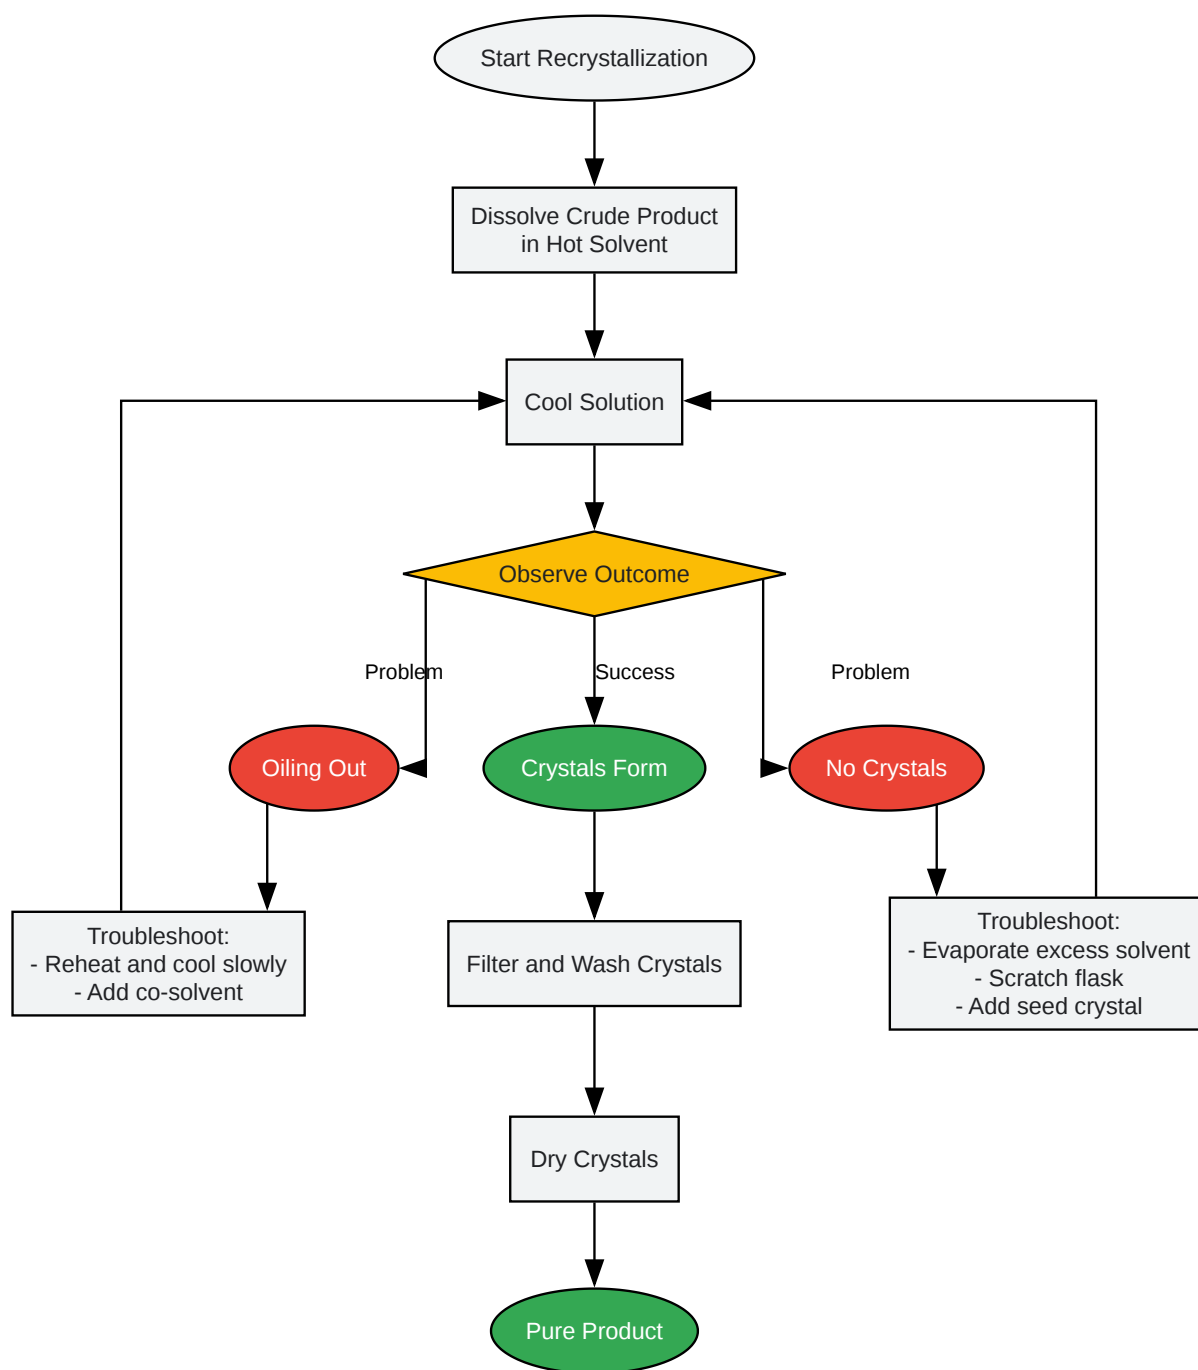 Start Recrystallization
Dissolve Crude Product
in Hot Solvent
Cool Solution
Observe Outcome
Problem
Success
Problem
Oiling Out
Crystals Form
No Crystals
Troubleshoot:
- Reheat and cool slowly
- Add co-solvent
Filter and Wash Crystals
Troubleshoot:
- Evaporate excess solvent
- Scratch flask
- Add seed crystal
Dry Crystals
Pure Product